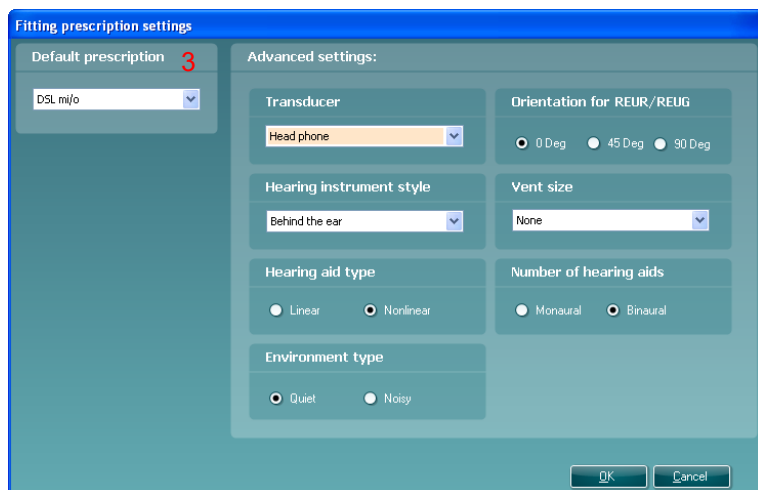 Fitting prescription settings
Default prescription 3
DSL mi/o
Advanced settings:
Transducer
Head phone
Orientation for REUR/REUG
0 Deg 45 Deg 90 Deg
Hearing instrument style
Behind the ear
Vent size
None
Hearing aid type
Linear Nonlinear
Number of hearing aids
Monaural Binaural
Environment type
Quiet Noisy
OK Cancel